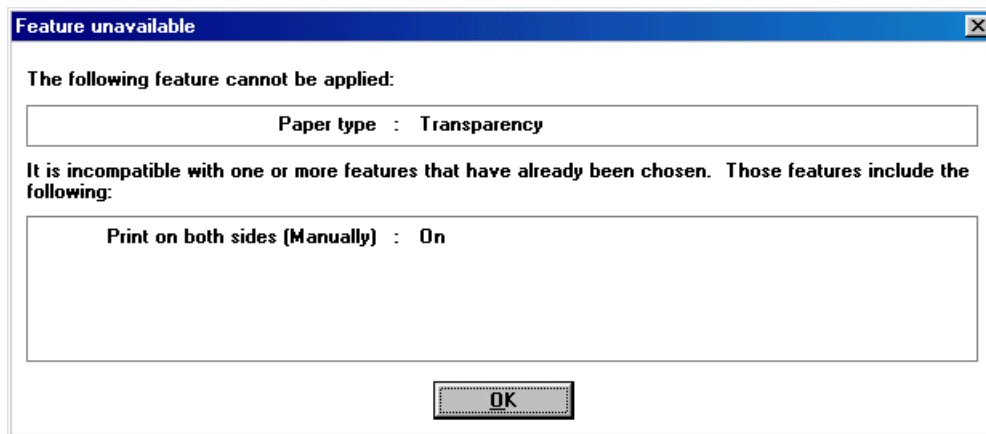 Feature unavailable
The following feature cannot be applied:
Paper type : Transparency
It is incompatible with one or more features that have already been chosen. Those features include the
following:
Print on both sides (Manually) : On
OK